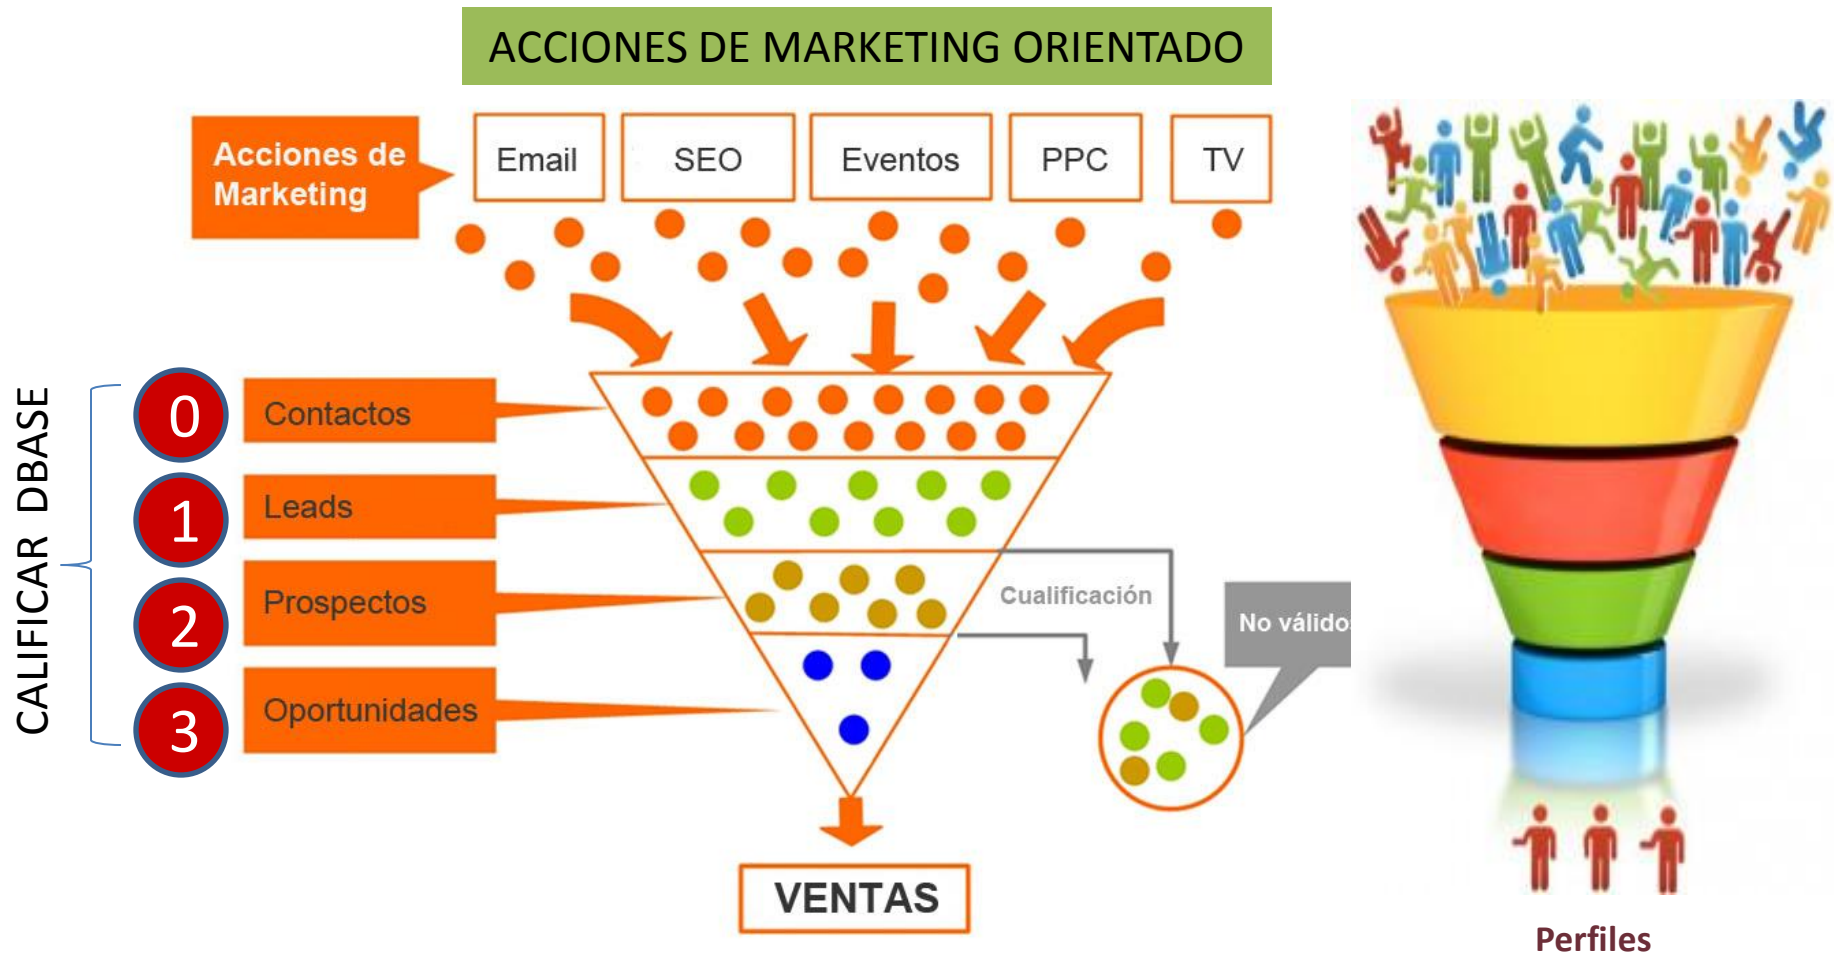 ACCIONES DE MARKETING ORIENTADO
Acciones de
Marketing
Email
SEO
Eventos
PPC
TV
CALIFICAR DBASE
0
Contactos
1
Leads
2
Prospectos
3
Oportunidades
Cualificación
No válido
VENTAS
Perfiles